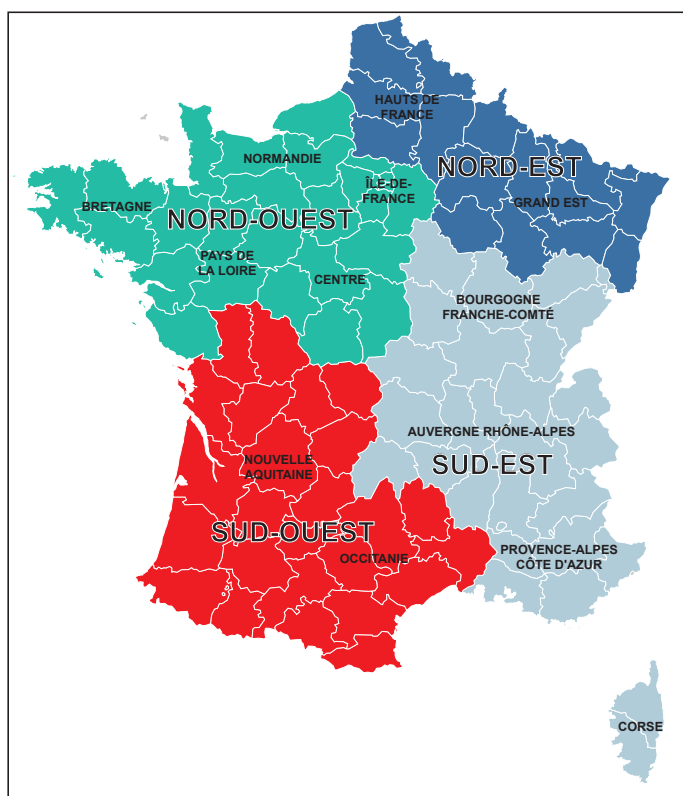 HAUTS DE
FRANCE
NORMANDIE
NORD-EST
ÎLE-DE-
FRANCE
GRAND EST
BRETAGNE
NORD-OUEST
PAYS DE
LA LOIRE
CENTRE
BOURGOGNE
FRANCHE-COMTÉ
AUVERGNE RHÔNE-ALPES
SUD-EST
NOUVELLE
AQUITAINE
SUD-OUEST
OCCITANIE
PROVENCE-ALPES
CÔTE D'AZUR
CORSE